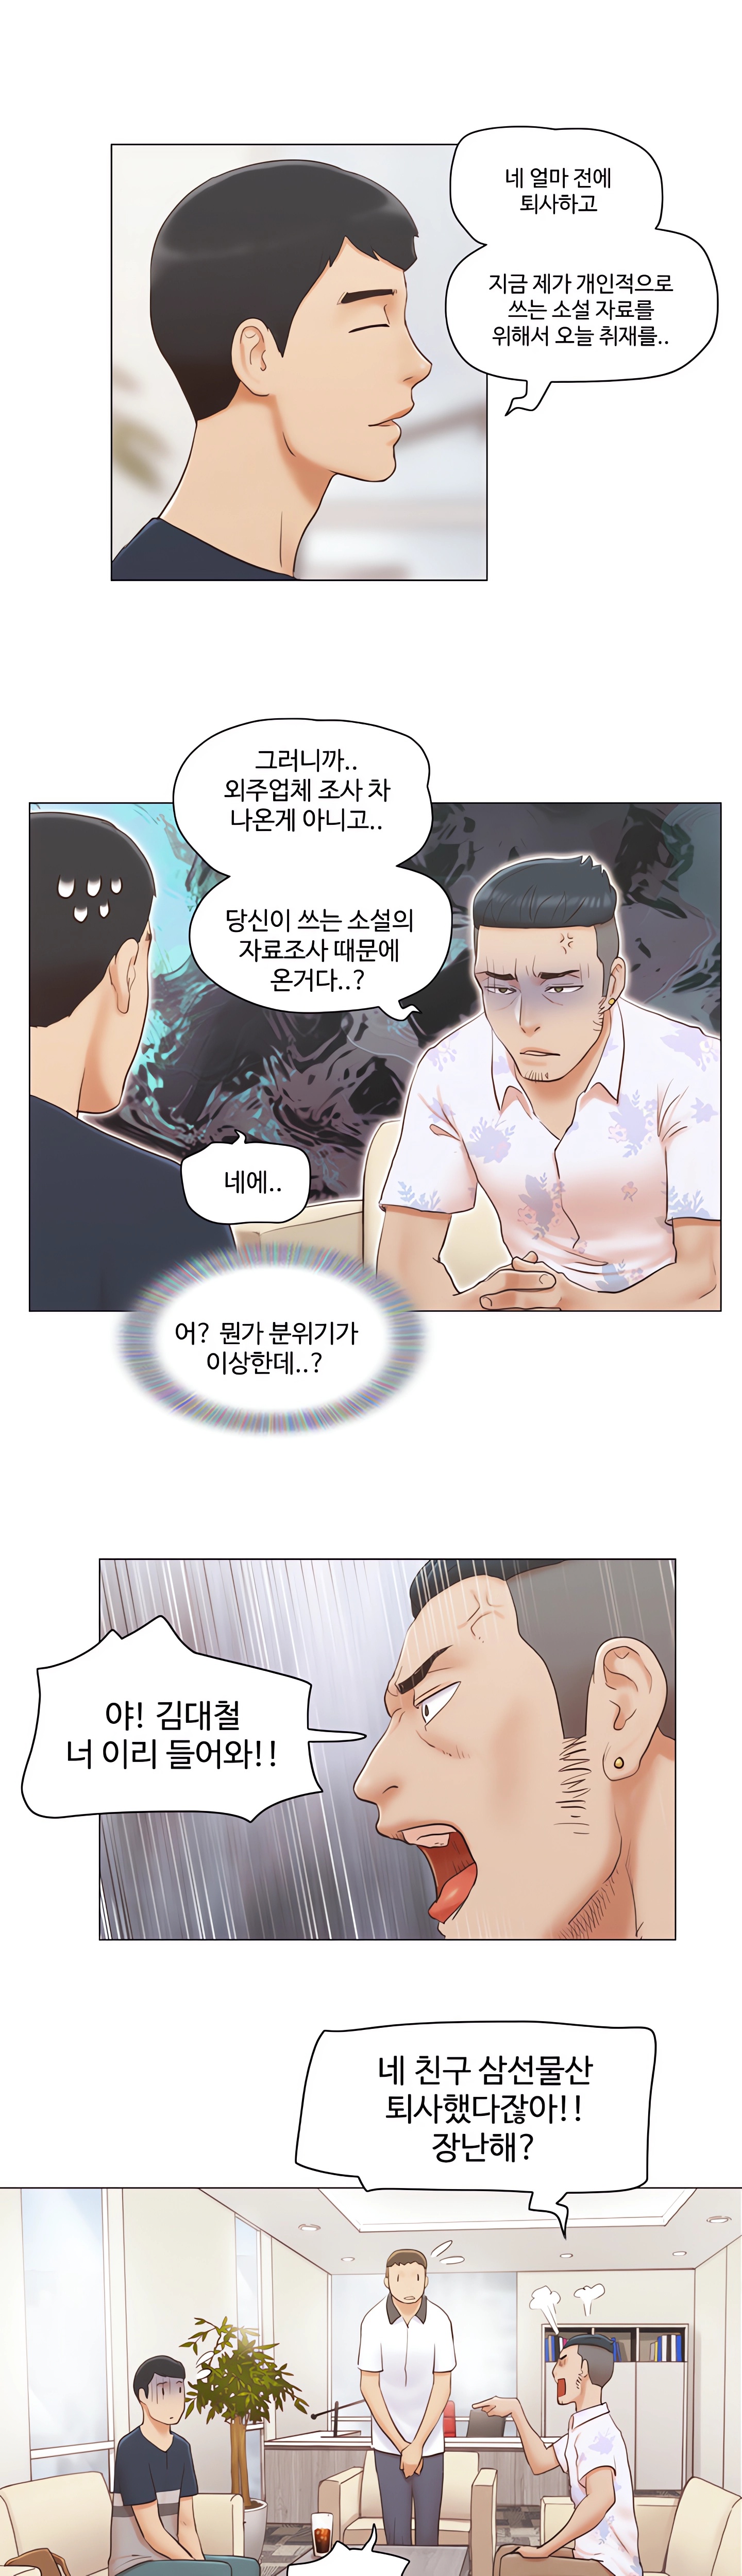 네 얼마 전에
퇴사하고
지금 제가 개인적으로
쓰는 소설 자료를
위해서 오늘 취재를..
그러니까..
외주업체 조사 차
나온게 아니고..
당신이 쓰는 소설의
자료조사 때문에
온거다..?
네에..
어? 뭔가 분위기가
이상한데..?
야! 김대철
너 이리 들어와!!
네 친구 삼선물산
퇴사했다잖아!!
장난해?